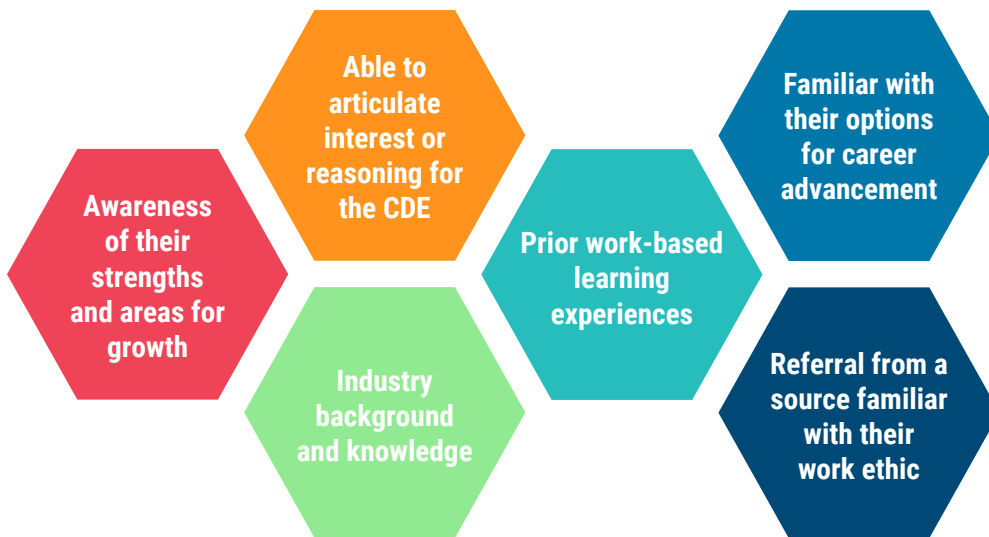 Awareness
of their
strengths
and areas for
growth
Able to
articulate
interest or
reasoning for
the CDE
Industry
background
and knowledge
Prior work-based
learning
experiences
Familiar with
their options
for career
advancement
Referral from a
source familiar
with their
work ethic